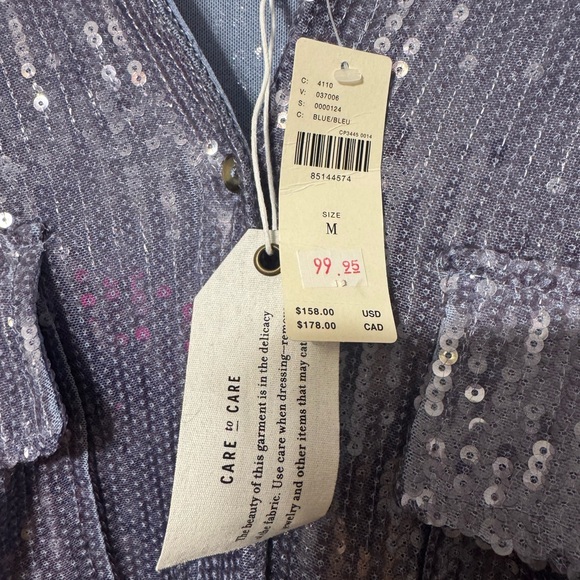 C: 4110
V: 037006
S: 0000124
C: BLUE/BLEU
CP3445 0014
85144574
SIZE
M
99.95
$158.00 USD
$178.00 CAD
CARE to CARE
The beauty of this garment is in the delicacy
the fabric. Use care when dressing—remov
welry and other items that may cat